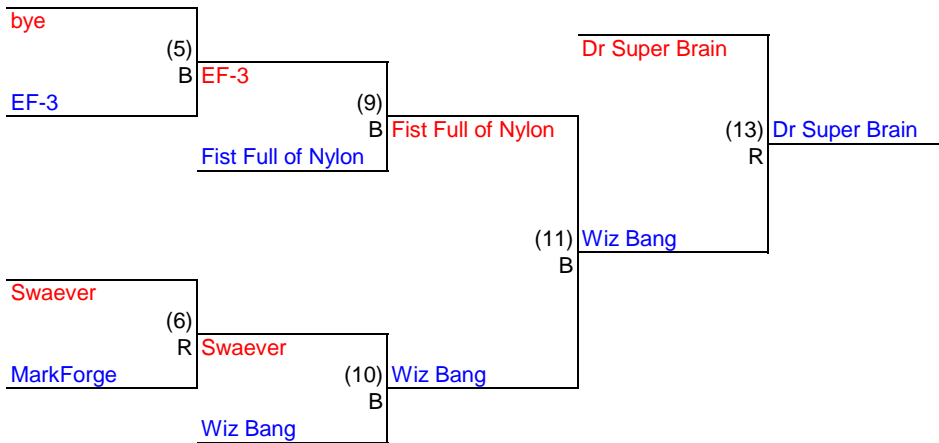 bye
(5)
B
EF-3
EF-3
(9)
B
Fist Full of Nylon
Fist Full of Nylon
Dr Super Brain
(13)
R
Dr Super Brain
(11)
B
Wiz Bang
Swaever
(6)
R
Swaever
MarkForge
(10)
B
Wiz Bang
Wiz Bang